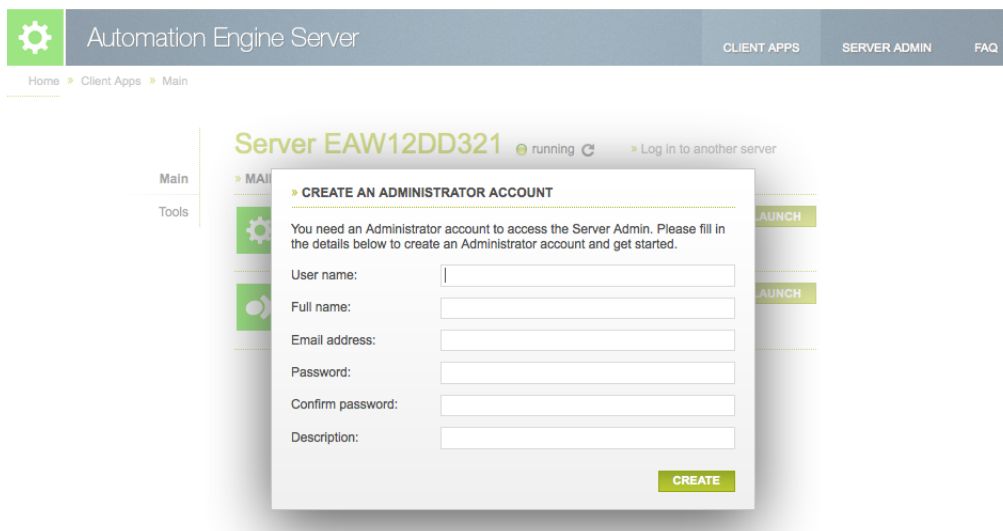 Automation Engine Server
CLIENT APPS
SERVER ADMIN
FAQ
Home » Client Apps » Main
Server EAW12DD321 running » Log in to another server
Main
Tools
» MAI
LAUNCH
LAUNCH
» CREATE AN ADMINISTRATOR ACCOUNT
You need an Administrator account to access the Server Admin. Please fill in
the details below to create an Administrator account and get started.
User name:
Full name:
Email address:
Password:
Confirm password:
Description:
CREATE